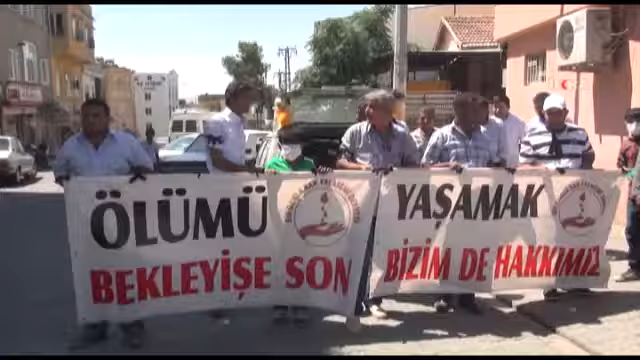 ÖLÜMÜ
BEKLEYİŞE SON
YAŞAMAK
BİZİM DE HAKKIMIZ